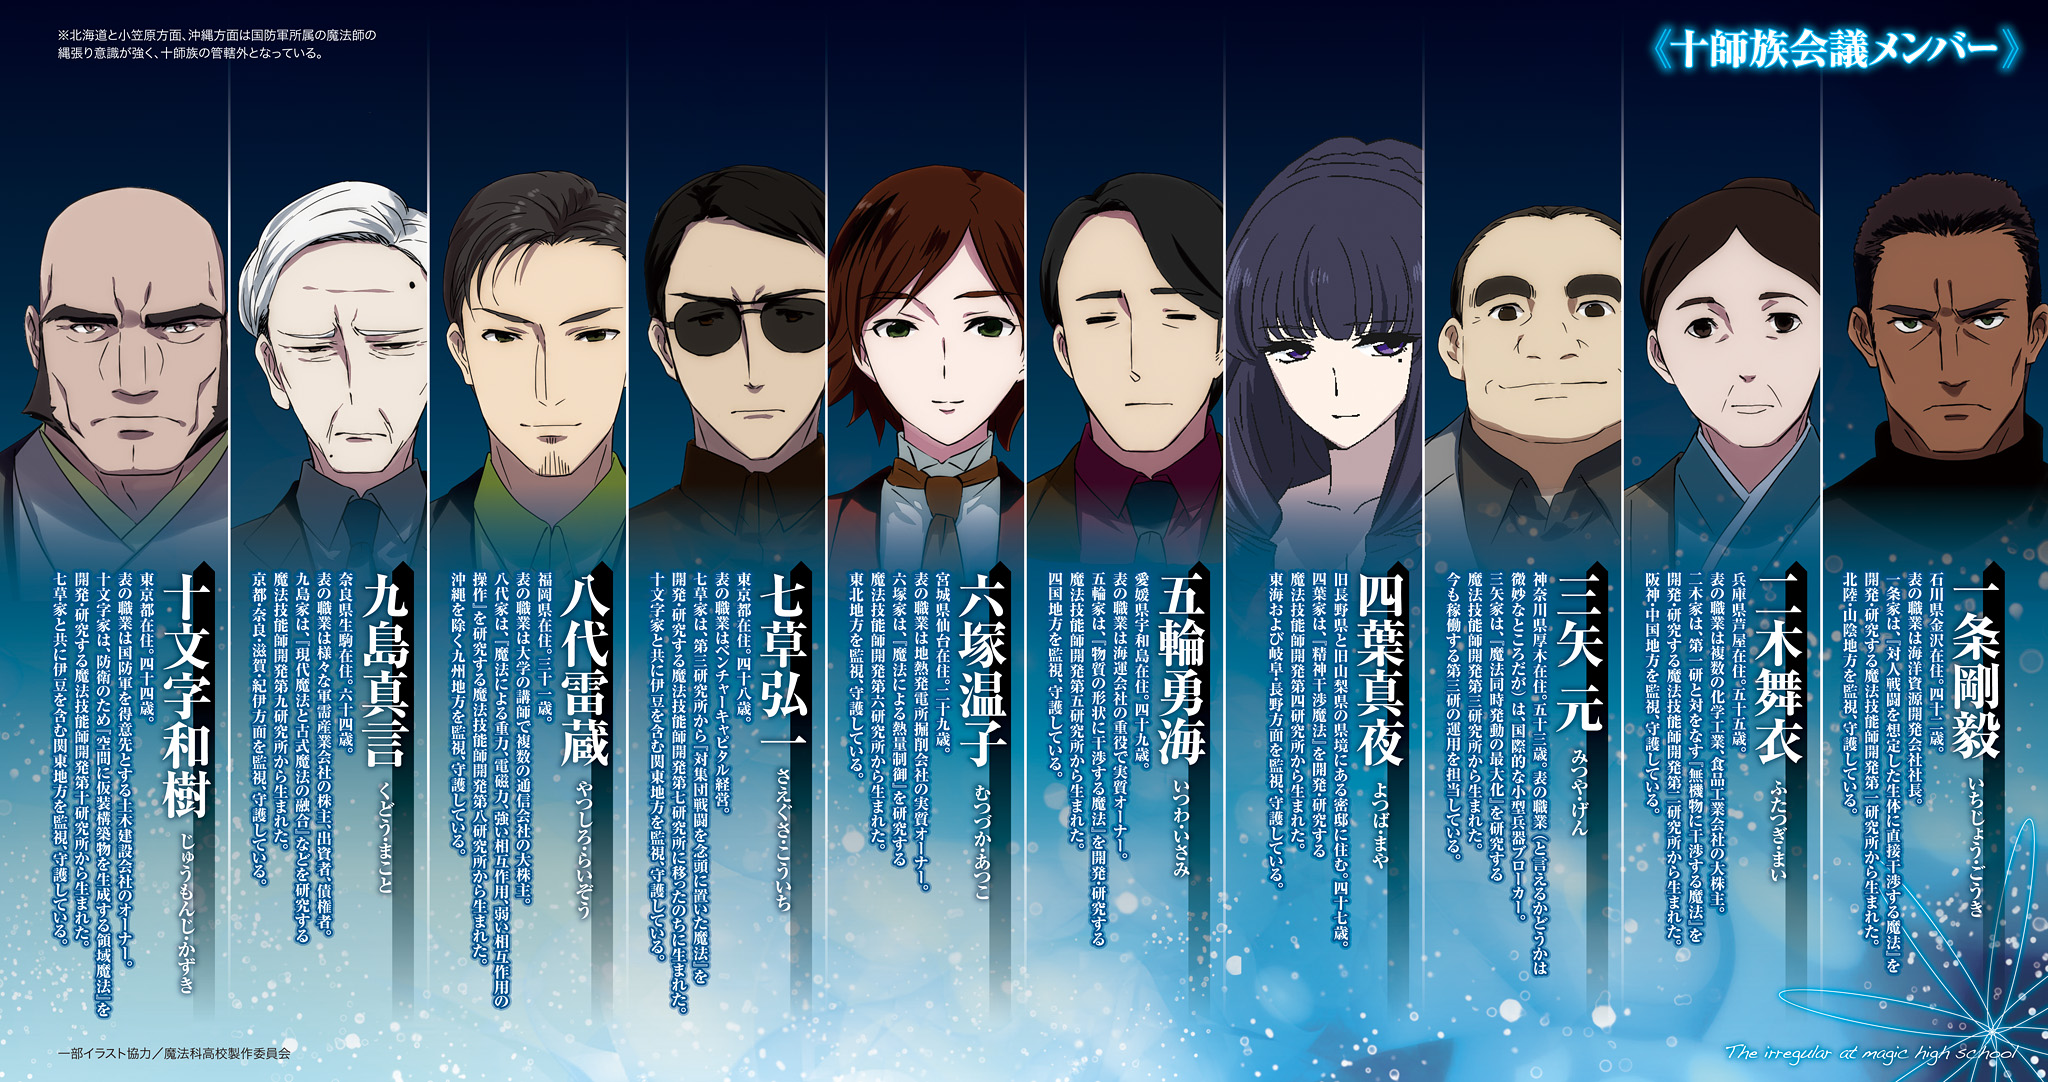 《十師族会議メンバー》
一条剛毅 いちじょう・ごうき
石川県金沢在住。四十二歳。
表の職業は海洋資源開発会社社長。
一条家は、『対人戦闘を想定した生体に直接干渉する魔法』を
開発・研究する魔法技能師開発第一研究所から生まれた。
北陸・山陰地方を監視、守護している。
二木舞衣 ふたつぎ・まい
兵庫県芦屋在住。五十五歳。
表の職業は複数の化学工業、食品工業会社の大株主。
二木家は、第一研と対をなす『無機物に干渉する魔法』を
開発・研究する魔法技能師開発第二研究所から生まれた。
阪神・中国地方を監視、守護している。
三矢 元 みつや・げん
神奈川県厚木在住。五十三歳。表の職業（と言えるかどうかは
微妙なところだが）は、国際的な小型兵器ブローカー。
三矢家は、『魔法同時発動の最大化』を研究する
魔法技能師開発第三研究所から生まれた。
今も稼働する第三研の運用を担当している。
四葉真夜 よつば・まや
旧長野県と旧山梨県の県境にある密邸に住む。四十七歳。
四葉家は、『精神干渉魔法』を開発・研究する
魔法技能師開発第四研究所から生まれた。
東海および岐阜・長野方面を監視、守護している。
五輪勇海 いつわ・いさみ
愛媛県宇和島在住。四十九歳。
表の職業は海運会社の重役で実質オーナー。
五輪家は、『物質の形状に干渉する魔法』を開発・研究する
魔法技能師開発第五研究所から生まれた。
四国地方を監視、守護している。
六塚温子 むつづか・あつこ
宮城県仙台在住。二十九歳。
表の職業は地熱発電所掘削会社の実質オーナー。
六塚家は、『魔法による熱量制御』を研究する
魔法技能師開発第六研究所から生まれた。
東北地方を監視、守護している。
七草弘一 さえぐさ・こういち
東京都在住。四十八歳。
表の職業はベンチャーキャピタル経営。
七草家は、第三研究所から『対集団戦闘を念頭に置いた魔法』を
開発・研究する魔法技能師開発第七研究所に移ったのちに生まれた。
十文字家と共に伊豆を含む関東地方を監視、守護している。
八代雷蔵 やつしろ・らいぞう
福岡県在住。三十一歳。
表の職業は大学の講師で複数の通信会社の大株主。
八代家は『魔法による重力、電磁力、強い相互作用、弱い相互作用の
操作』を研究する魔法技能師開発第八研究所から生まれた。
沖縄を除く九州地方を監視、守護している。
九島真言 くどう・まこと
奈良県生駒在住。六十四歳。
表の職業は様々な軍需産業会社の株主、出資者、債権者。
九島家は、『現代魔法と古式魔法の融合』などを研究する
魔法技能師開発第九研究所から生まれた。
京都・奈良・滋賀・紀伊方面を監視、守護している。
十文字和樹 じゅうもんじ・かずき
東京都在住。四十四歳。
表の職業は国防軍を得意先とする土木建設会社のオーナー。
十文字家は、防衛のため『空間に仮装構築物を生成する領域魔法』を
開発・研究する魔法技能師開発第十研究所から生まれた。
七草家と共に伊豆を含む関東地方を監視、守護している。
※北海道と小笠原方面、沖縄方面は国防軍所属の魔法師の
縄張り意識が強く、十師族の管轄外となっている。
一部イラスト協力／魔法科高校製作委員会
The irregular at magic high school